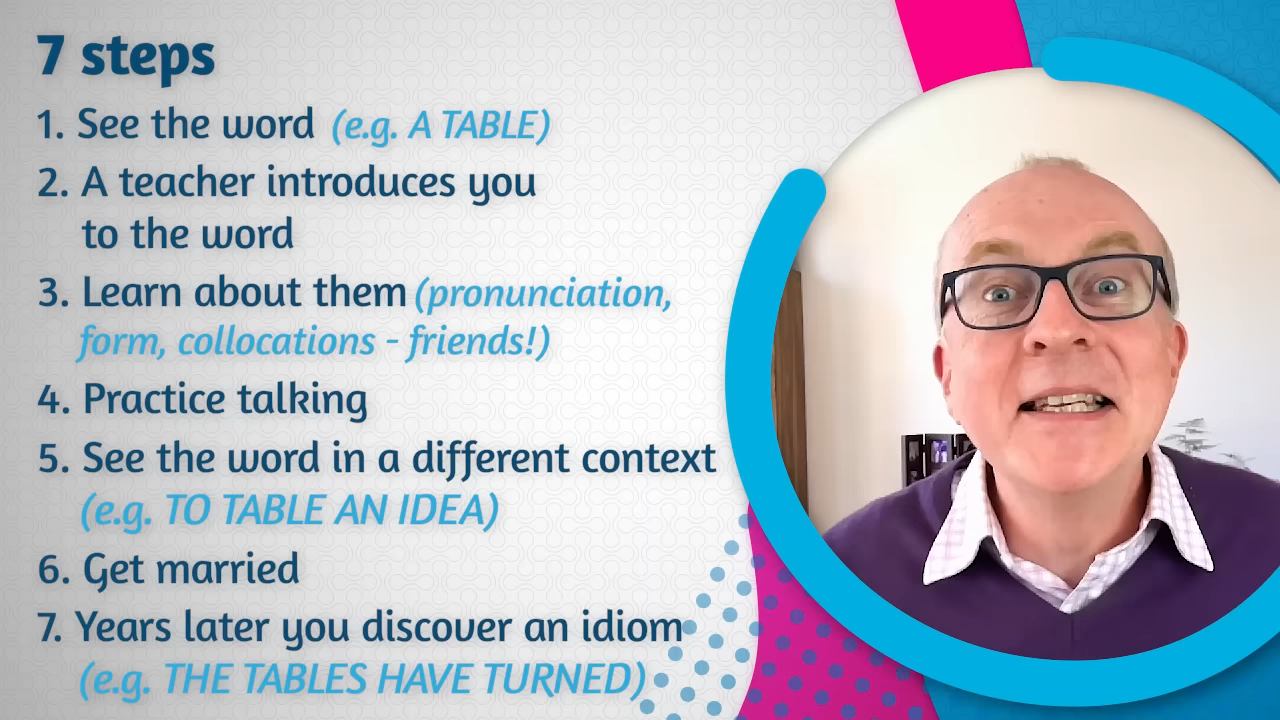 7 steps
1. See the word (e.g. A TABLE)
2. A teacher introduces you
to the word
3. Learn about them (pronunciation,
form, collocations - friends!)
4. Practice talking
5. See the word in a different context
(e.g. TO TABLE AN IDEA)
6. Get married
7. Years later you discover an idiom
(e.g. THE TABLES HAVE TURNED)